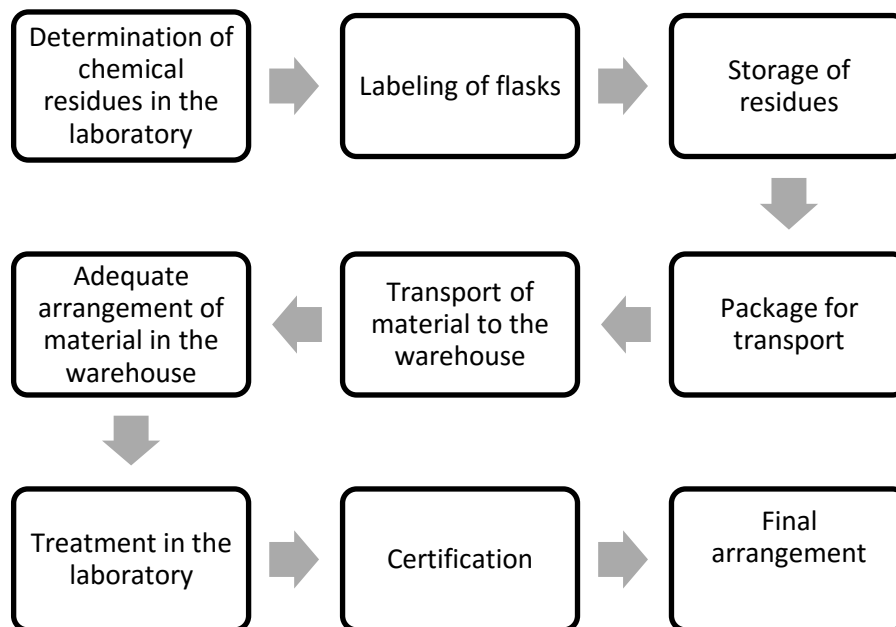 Determination of
chemical
residues in the
laboratory
Labeling of flasks
Storage of
residues
Package for
transport
Transport of
material to the
warehouse
Adequate
arrangement of
material in the
warehouse
Treatment in the
laboratory
Certification
Final
arrangement